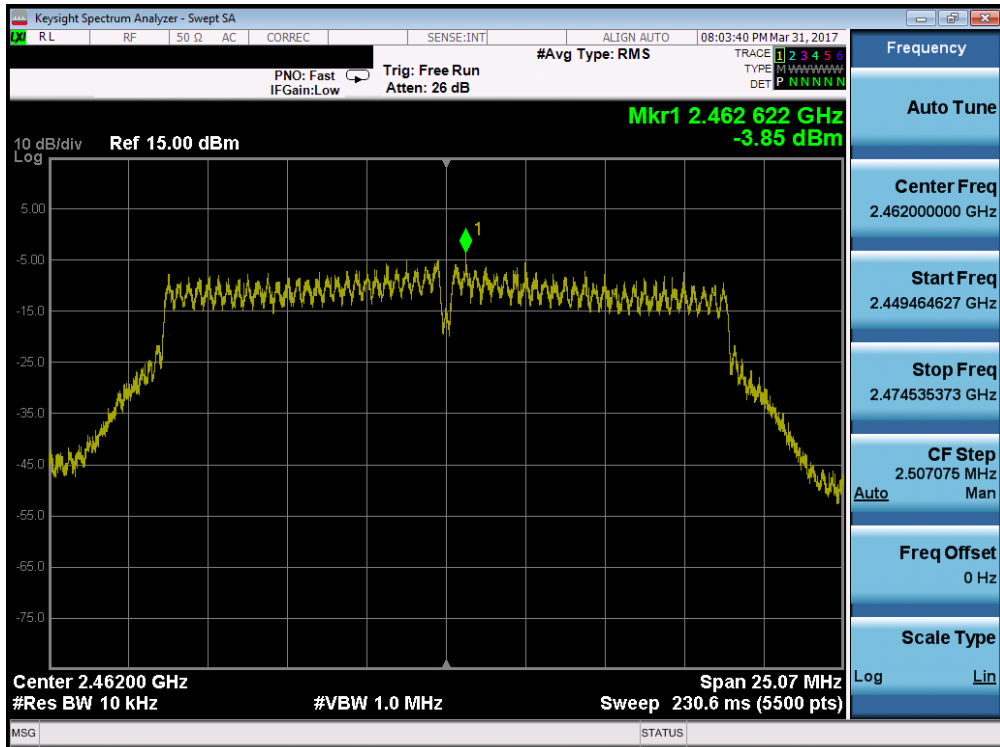 Keysight Spectrum Analyzer - Swept SA
LXI RL RF 50 Ω AC CORREC SENSE:INT ALIGN AUTO 08:03:40 PM Mar 31, 2017
#Avg Type: RMS TRACE 1 2 3 4 5 6
PNO: Fast Trig: Free Run TYPE M W W W W W
IFGain:Low Atten: 26 dB DET P N N N N N
Mkr1 2.462 622 GHz
-3.85 dBm
10 dB/div Ref 15.00 dBm
Log
5.00
1
-5.00
-15.0
-25.0
-35.0
-45.0
-55.0
-65.0
-75.0
Center 2.46200 GHz Span 25.07 MHz
#Res BW 10 kHz #VBW 1.0 MHz Sweep 230.6 ms (5500 pts)
MSG STATUS
Frequency
Auto Tune
Center Freq
2.462000000 GHz
Start Freq
2.449464627 GHz
Stop Freq
2.474535373 GHz
CF Step
2.507075 MHz
Auto Man
Freq Offset
0 Hz
Scale Type
Log Lin